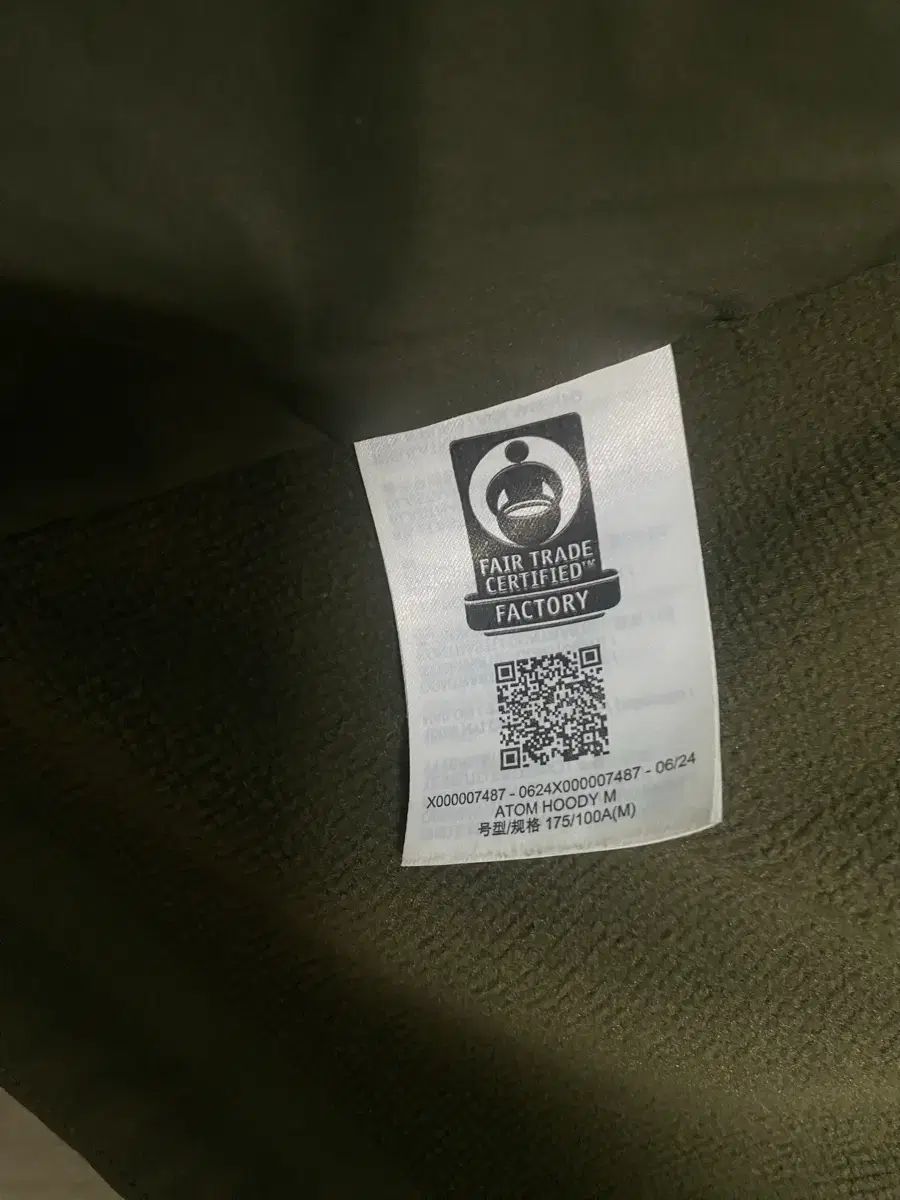 FAIR TRADE
CERTIFIED™
FACTORY
X000007487 - 0624X000007487 - 06/24
ATOM HOODY M
号型/规格 175/100A(M)